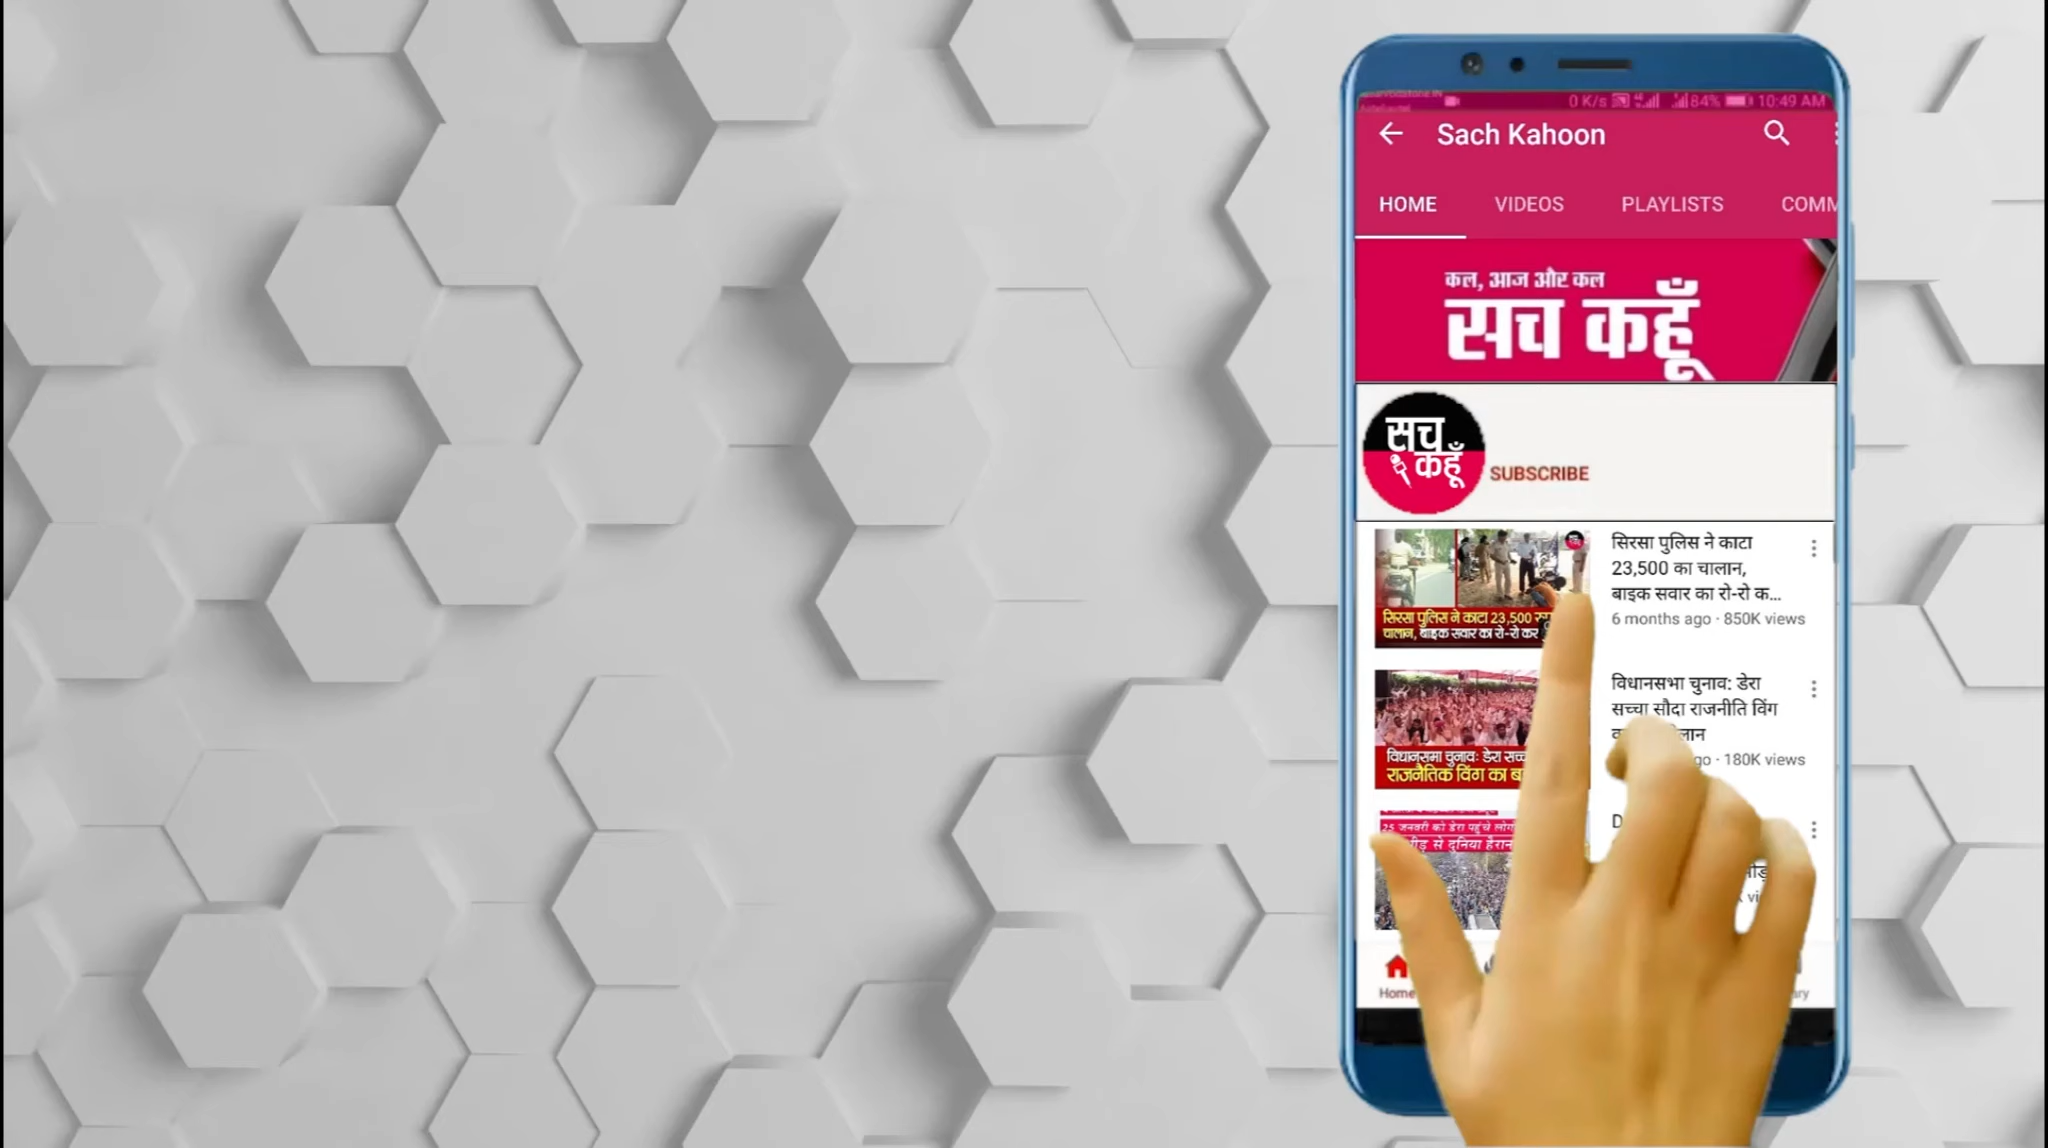 0 K/s 84% 10:49 AM
Sach Kahoon
HOME VIDEOS PLAYLISTS COMM
कल, आज और कल
सच कहूँ
सच
कहूँ
SUBSCRIBE
सिरसा पुलिस ने काटा
23,500 का चालान,
बाइक सवार का रो-रो क...
6 months ago · 850K views
सिरसा पुलिस ने काटा 23,500
चालान, बाइक सवार का रो-रो कर
विधानसभा चुनाव: डेरा
सच्चा सौदा राजनीति विंग
180K views
विधानसभा चुनाव: डेरा
राजनैतिक विंग का
25 जनवरी को डेरा पहुंचे
से दुनिया हैरान
Home